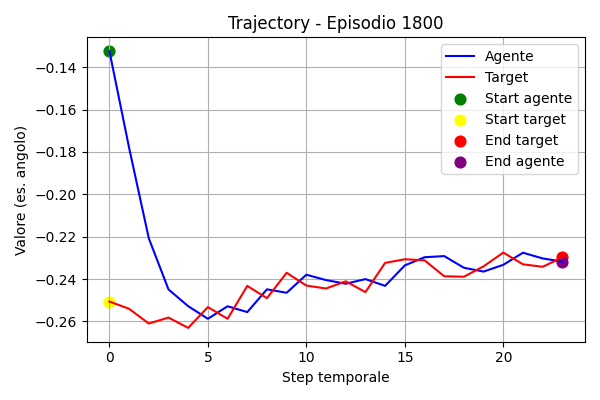 Trajectory - Episodio 1800
Valore (es. angolo)
−0.14
−0.16
−0.18
−0.20
−0.22
−0.24
−0.26
Agente
Target
Start agente
Start target
End target
End agente
0
5
10
15
20
Step temporale